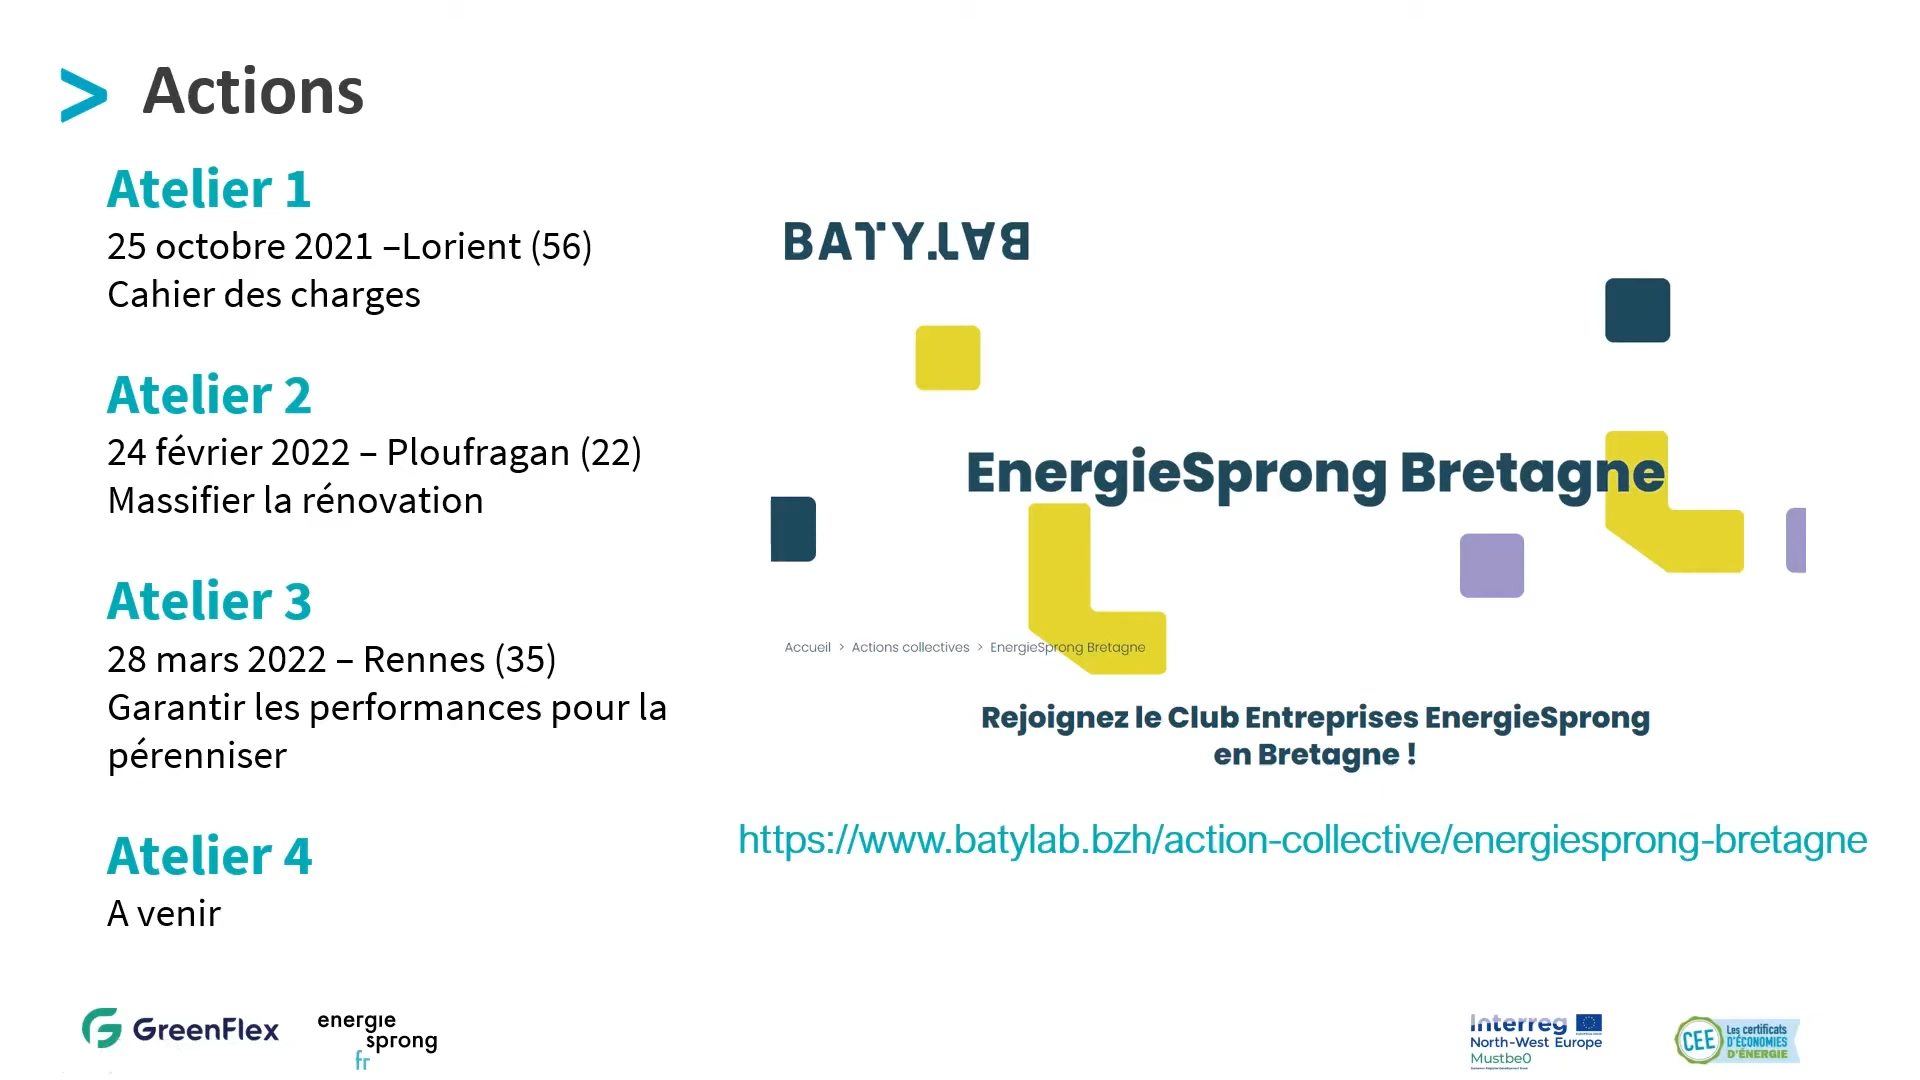 > Actions
Atelier 1
25 octobre 2021 –Lorient (56)
Cahier des charges
Atelier 2
24 février 2022 – Ploufragan (22)
Massifier la rénovation
Atelier 3
28 mars 2022 – Rennes (35)
Garantir les performances pour la
pérenniser
Atelier 4
A venir
BATYLAB
EnergieSprong Bretagne
Accueil > Actions collectives > EnergieSprong Bretagne
Rejoignez le Club Entreprises EnergieSprong
en Bretagne !
https://www.batylab.bzh/action-collective/energiesprong-bretagne
GreenFlex
energie
sprong
fr
Interreg
North-West Europe
Mustbe0
CEE
Les certificats
D'ÉCONOMIES
D'ÉNERGIE